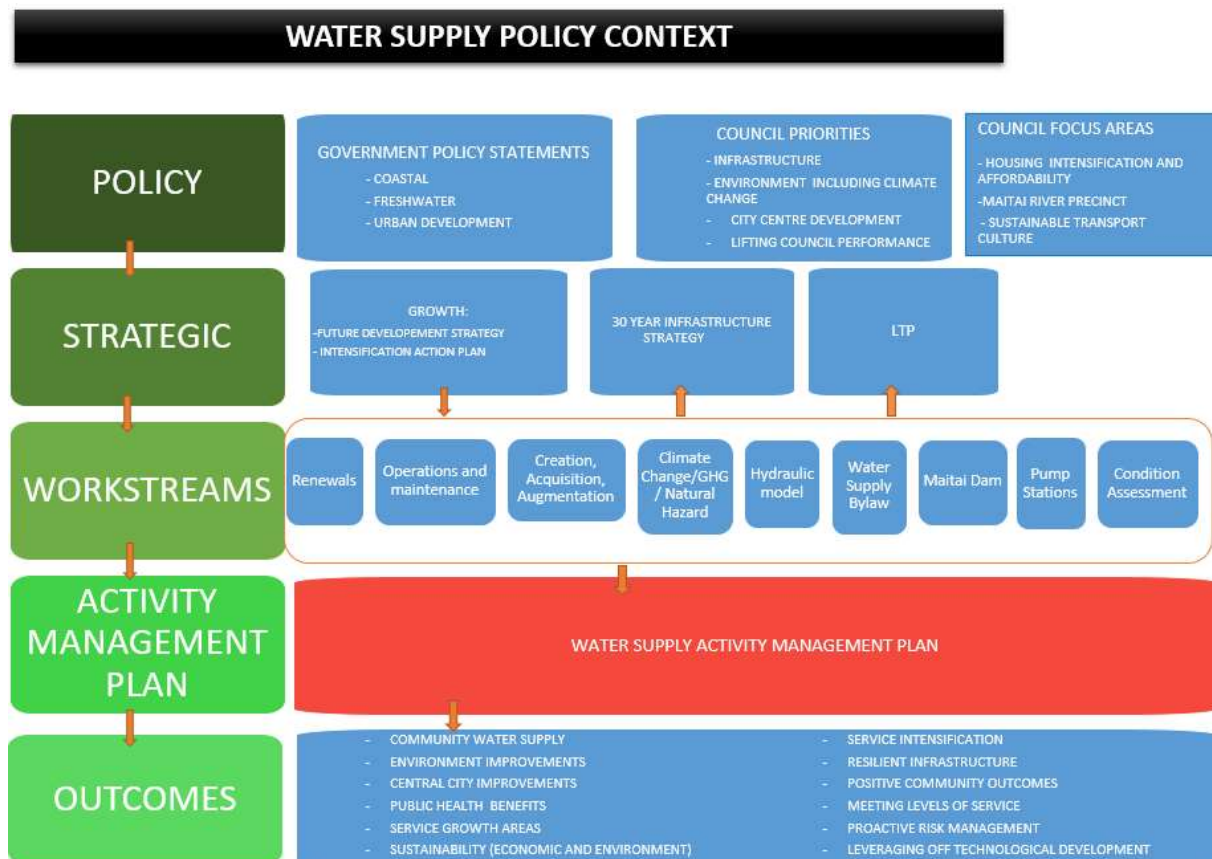 WATER SUPPLY POLICY CONTEXT
POLICY
GOVERNMENT POLICY STATEMENTS
- COASTAL
- FRESHWATER
- URBAN DEVELOPMENT
COUNCIL PRIORITIES
- INFRASTRUCTURE
- ENVIRONMENT INCLUDING CLIMATE
CHANGE
- CITY CENTRE DEVELOPMENT
- LIFTING COUNCIL PERFORMANCE
COUNCIL FOCUS AREAS
- HOUSING INTENSIFICATION AND
AFFORDABILITY
-MAITAI RIVER PRECINCT
- SUSTAINABLE TRANSPORT
CULTURE
STRATEGIC
GROWTH:
-FUTURE DEVELOPEMENT STRATEGY
- INTENSIFICATION ACTION PLAN
30 YEAR INFRASTRUCTURE
STRATEGY
LTP
WORKSTREAMS
Renewals
Operations and
maintenance
Creation,
Acquisition,
Augmentation
Climate
Change/GHG
/ Natural
Hazard
Hydraulic
model
Water
Supply
Bylaw
Maitai Dam
Pump
Stations
Condition
Assessment
ACTIVITY
MANAGEMENT
PLAN
WATER SUPPLY ACTIVITY MANAGEMENT PLAN
OUTCOMES
- COMMUNITY WATER SUPPLY
- ENVIRONMENT IMPROVEMENTS
- CENTRAL CITY IMPROVEMENTS
- PUBLIC HEALTH BENEFITS
- SERVICE GROWTH AREAS
- SUSTAINABILITY (ECONOMIC AND ENVIRONMENT)
- SERVICE INTENSIFICATION
- RESILIENT INFRASTRUCTURE
- POSITIVE COMMUNITY OUTCOMES
- MEETING LEVELS OF SERVICE
- PROACTIVE RISK MANAGEMENT
- LEVERAGING OFF TECHNOLOGICAL DEVELOPMENT